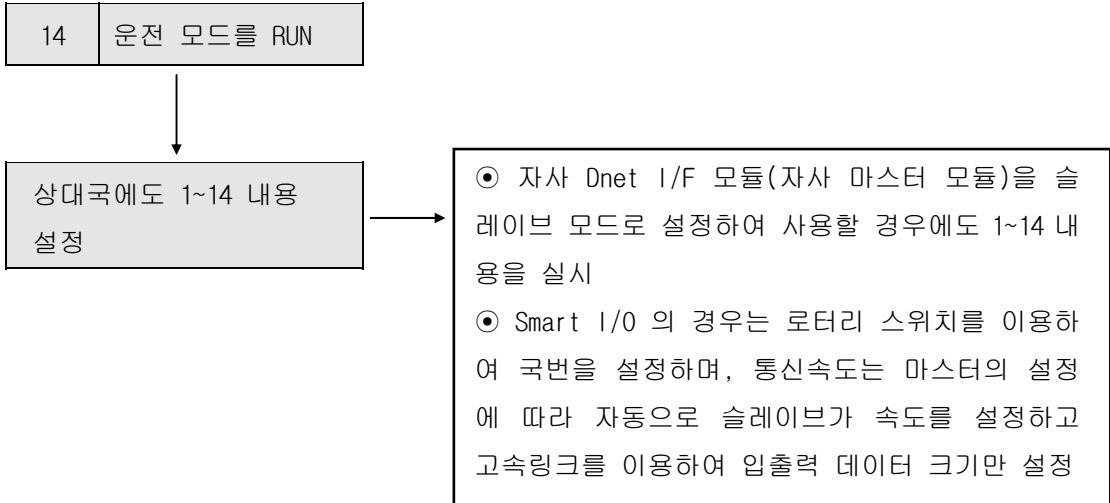 14 운전 모드를 RUN
상대국에도 1~14 내용
설정
⊙ 자사 Dnet I/F 모듈(자사 마스터 모듈)을 슬
레이브 모드로 설정하여 사용할 경우에도 1~14 내
용을 실시
⊙ Smart I/O 의 경우는 로터리 스위치를 이용하
여 국번을 설정하며, 통신속도는 마스터의 설정
에 따라 자동으로 슬레이브가 속도를 설정하고
고속링크를 이용하여 입출력 데이터 크기만 설정